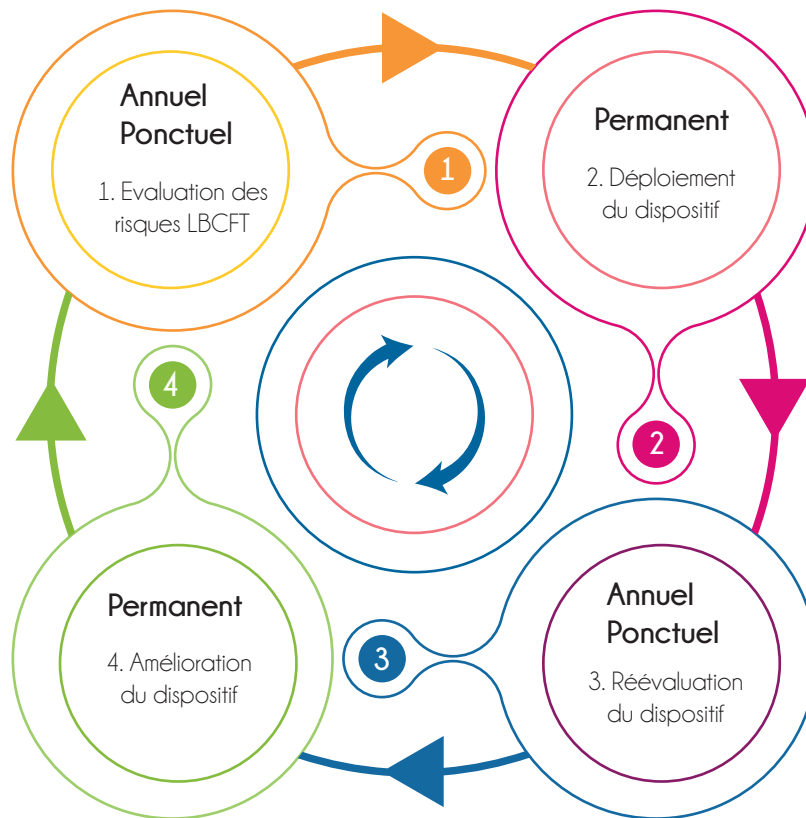 Annuel
Ponctuel
1. Evaluation des
risques LBCFT
1
Permanent
2. Déploiement
du dispositif
2
Annuel
Ponctuel
3. Réévaluation
du dispositif
3
Permanent
4. Amélioration
du dispositif
4